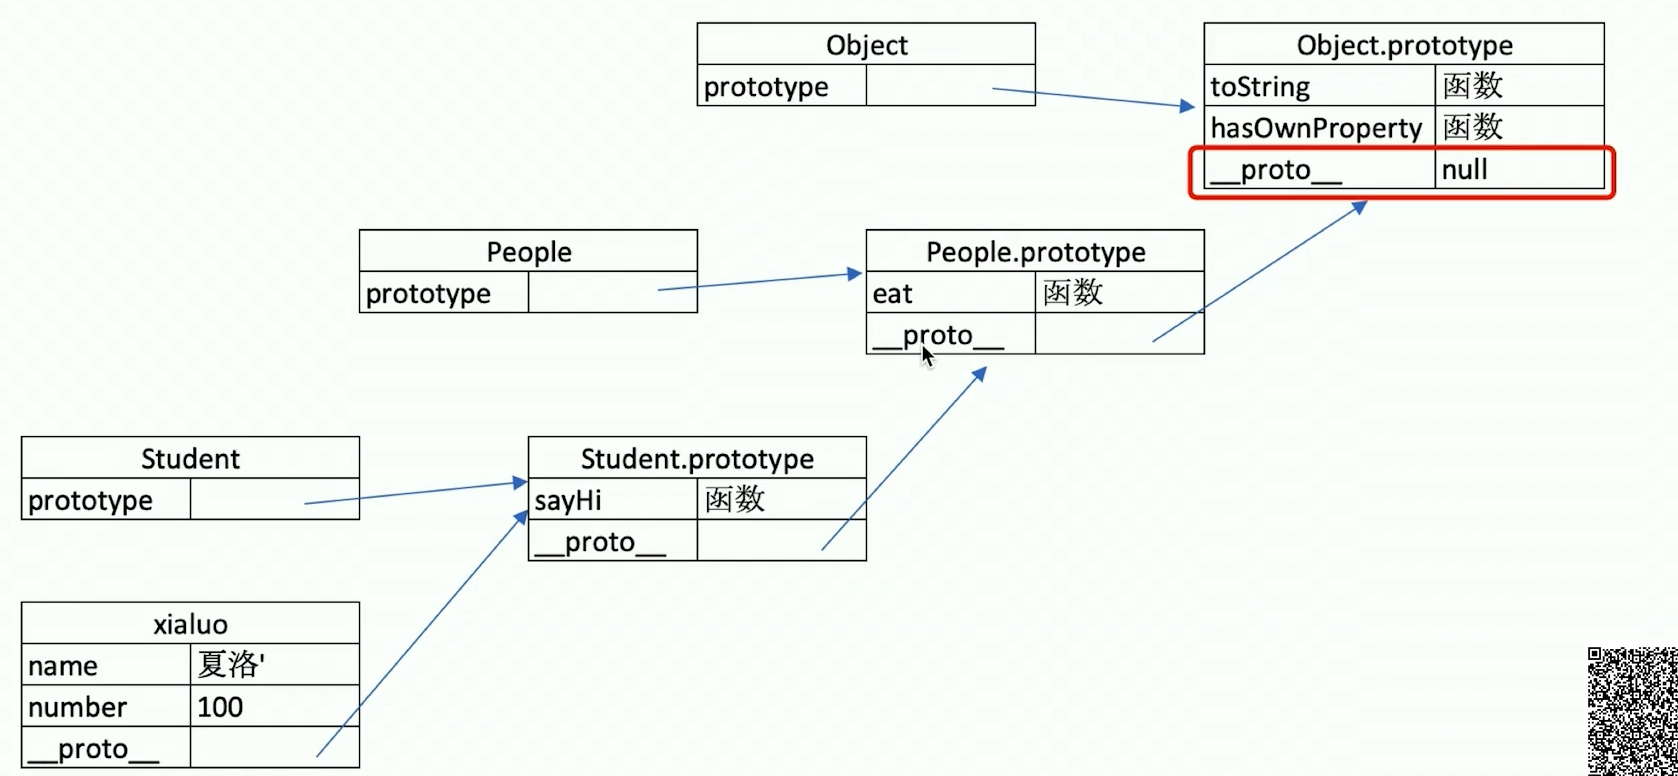 Object
prototype
Object.prototype
toString 函数
hasOwnProperty 函数
__proto__ null
People
prototype
People.prototype
eat 函数
__proto__
Student
prototype
Student.prototype
sayHi 函数
__proto__
xialuo
name 夏洛'
number 100
__proto__